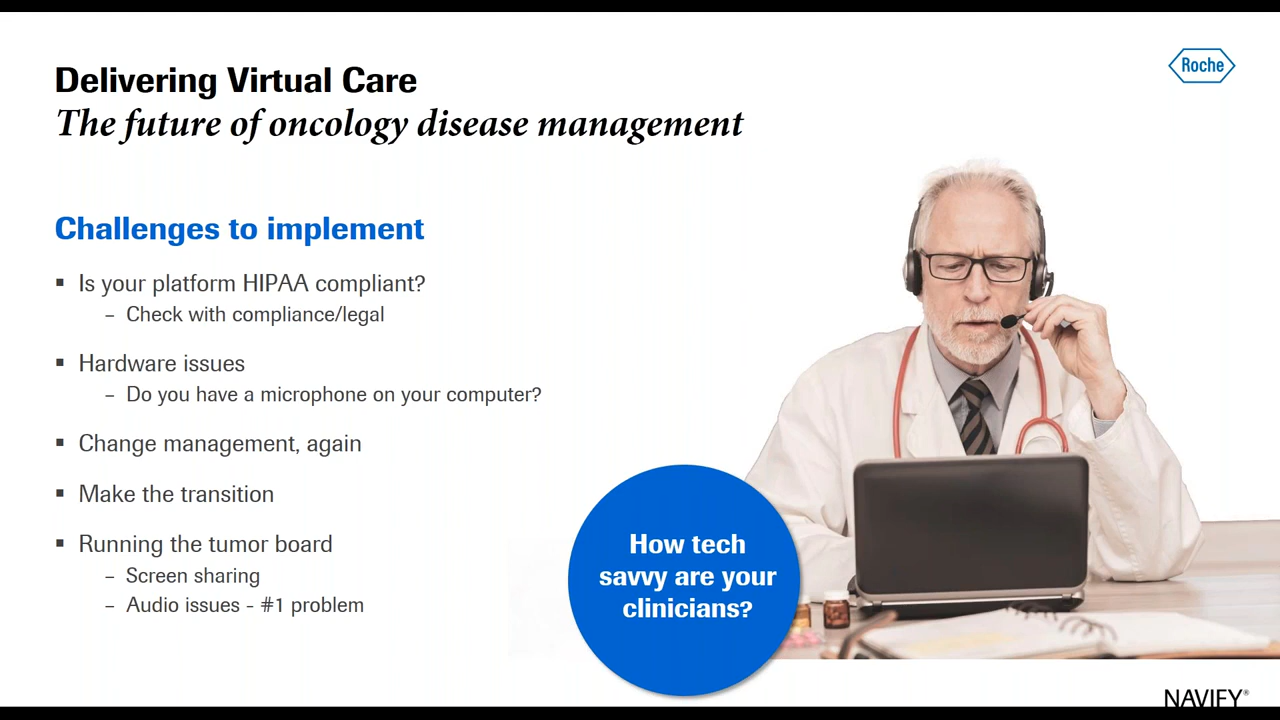 Delivering Virtual Care
Roche
The future of oncology disease management
Challenges to implement
▪ Is your platform HIPAA compliant?
– Check with compliance/legal
▪ Hardware issues
– Do you have a microphone on your computer?
▪ Change management, again
▪ Make the transition
▪ Running the tumor board
– Screen sharing
– Audio issues - #1 problem
How tech
savvy are your
clinicians?
NAVIFY®